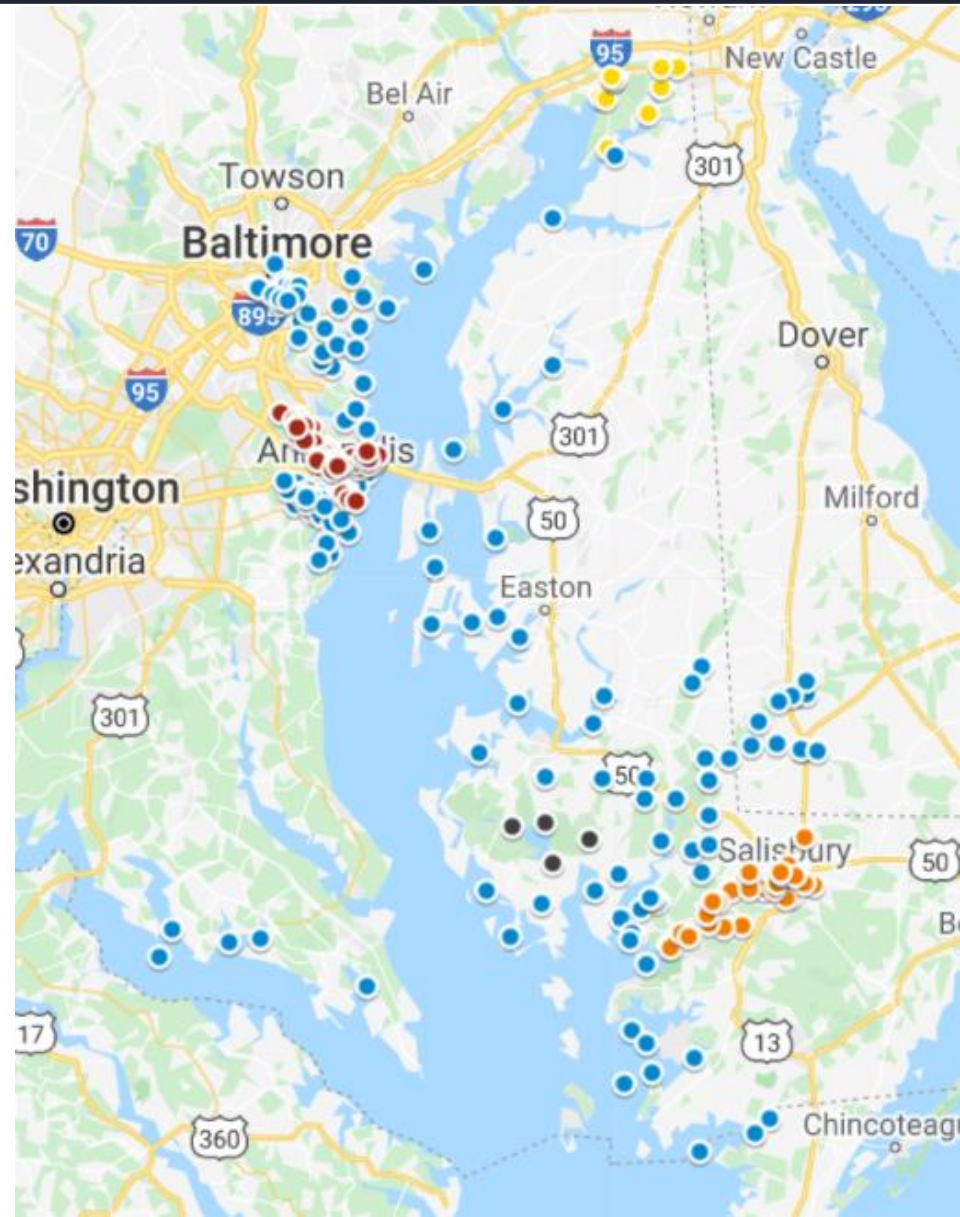 95
New Castle
Bel Air
301
Towson
70
Baltimore
895
Dover
95
301
shington
Milford
50
exandria
Easton
301
50
Salisbury
50
17
13
360
Chincoteagu